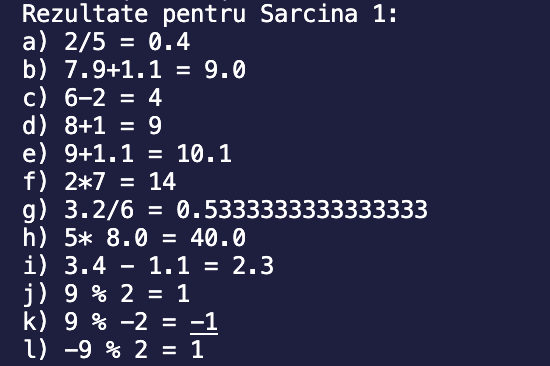 Rezultate pentru Sarcina 1:
a) 2/5 = 0.4
b) 7.9+1.1 = 9.0
c) 6-2 = 4
d) 8+1 = 9
e) 9+1.1 = 10.1
f) 2*7 = 14
g) 3.2/6 = 0.5333333333333333
h) 5* 8.0 = 40.0
i) 3.4 - 1.1 = 2.3
j) 9 % 2 = 1
k) 9 % -2 = -1
l) -9 % 2 = 1